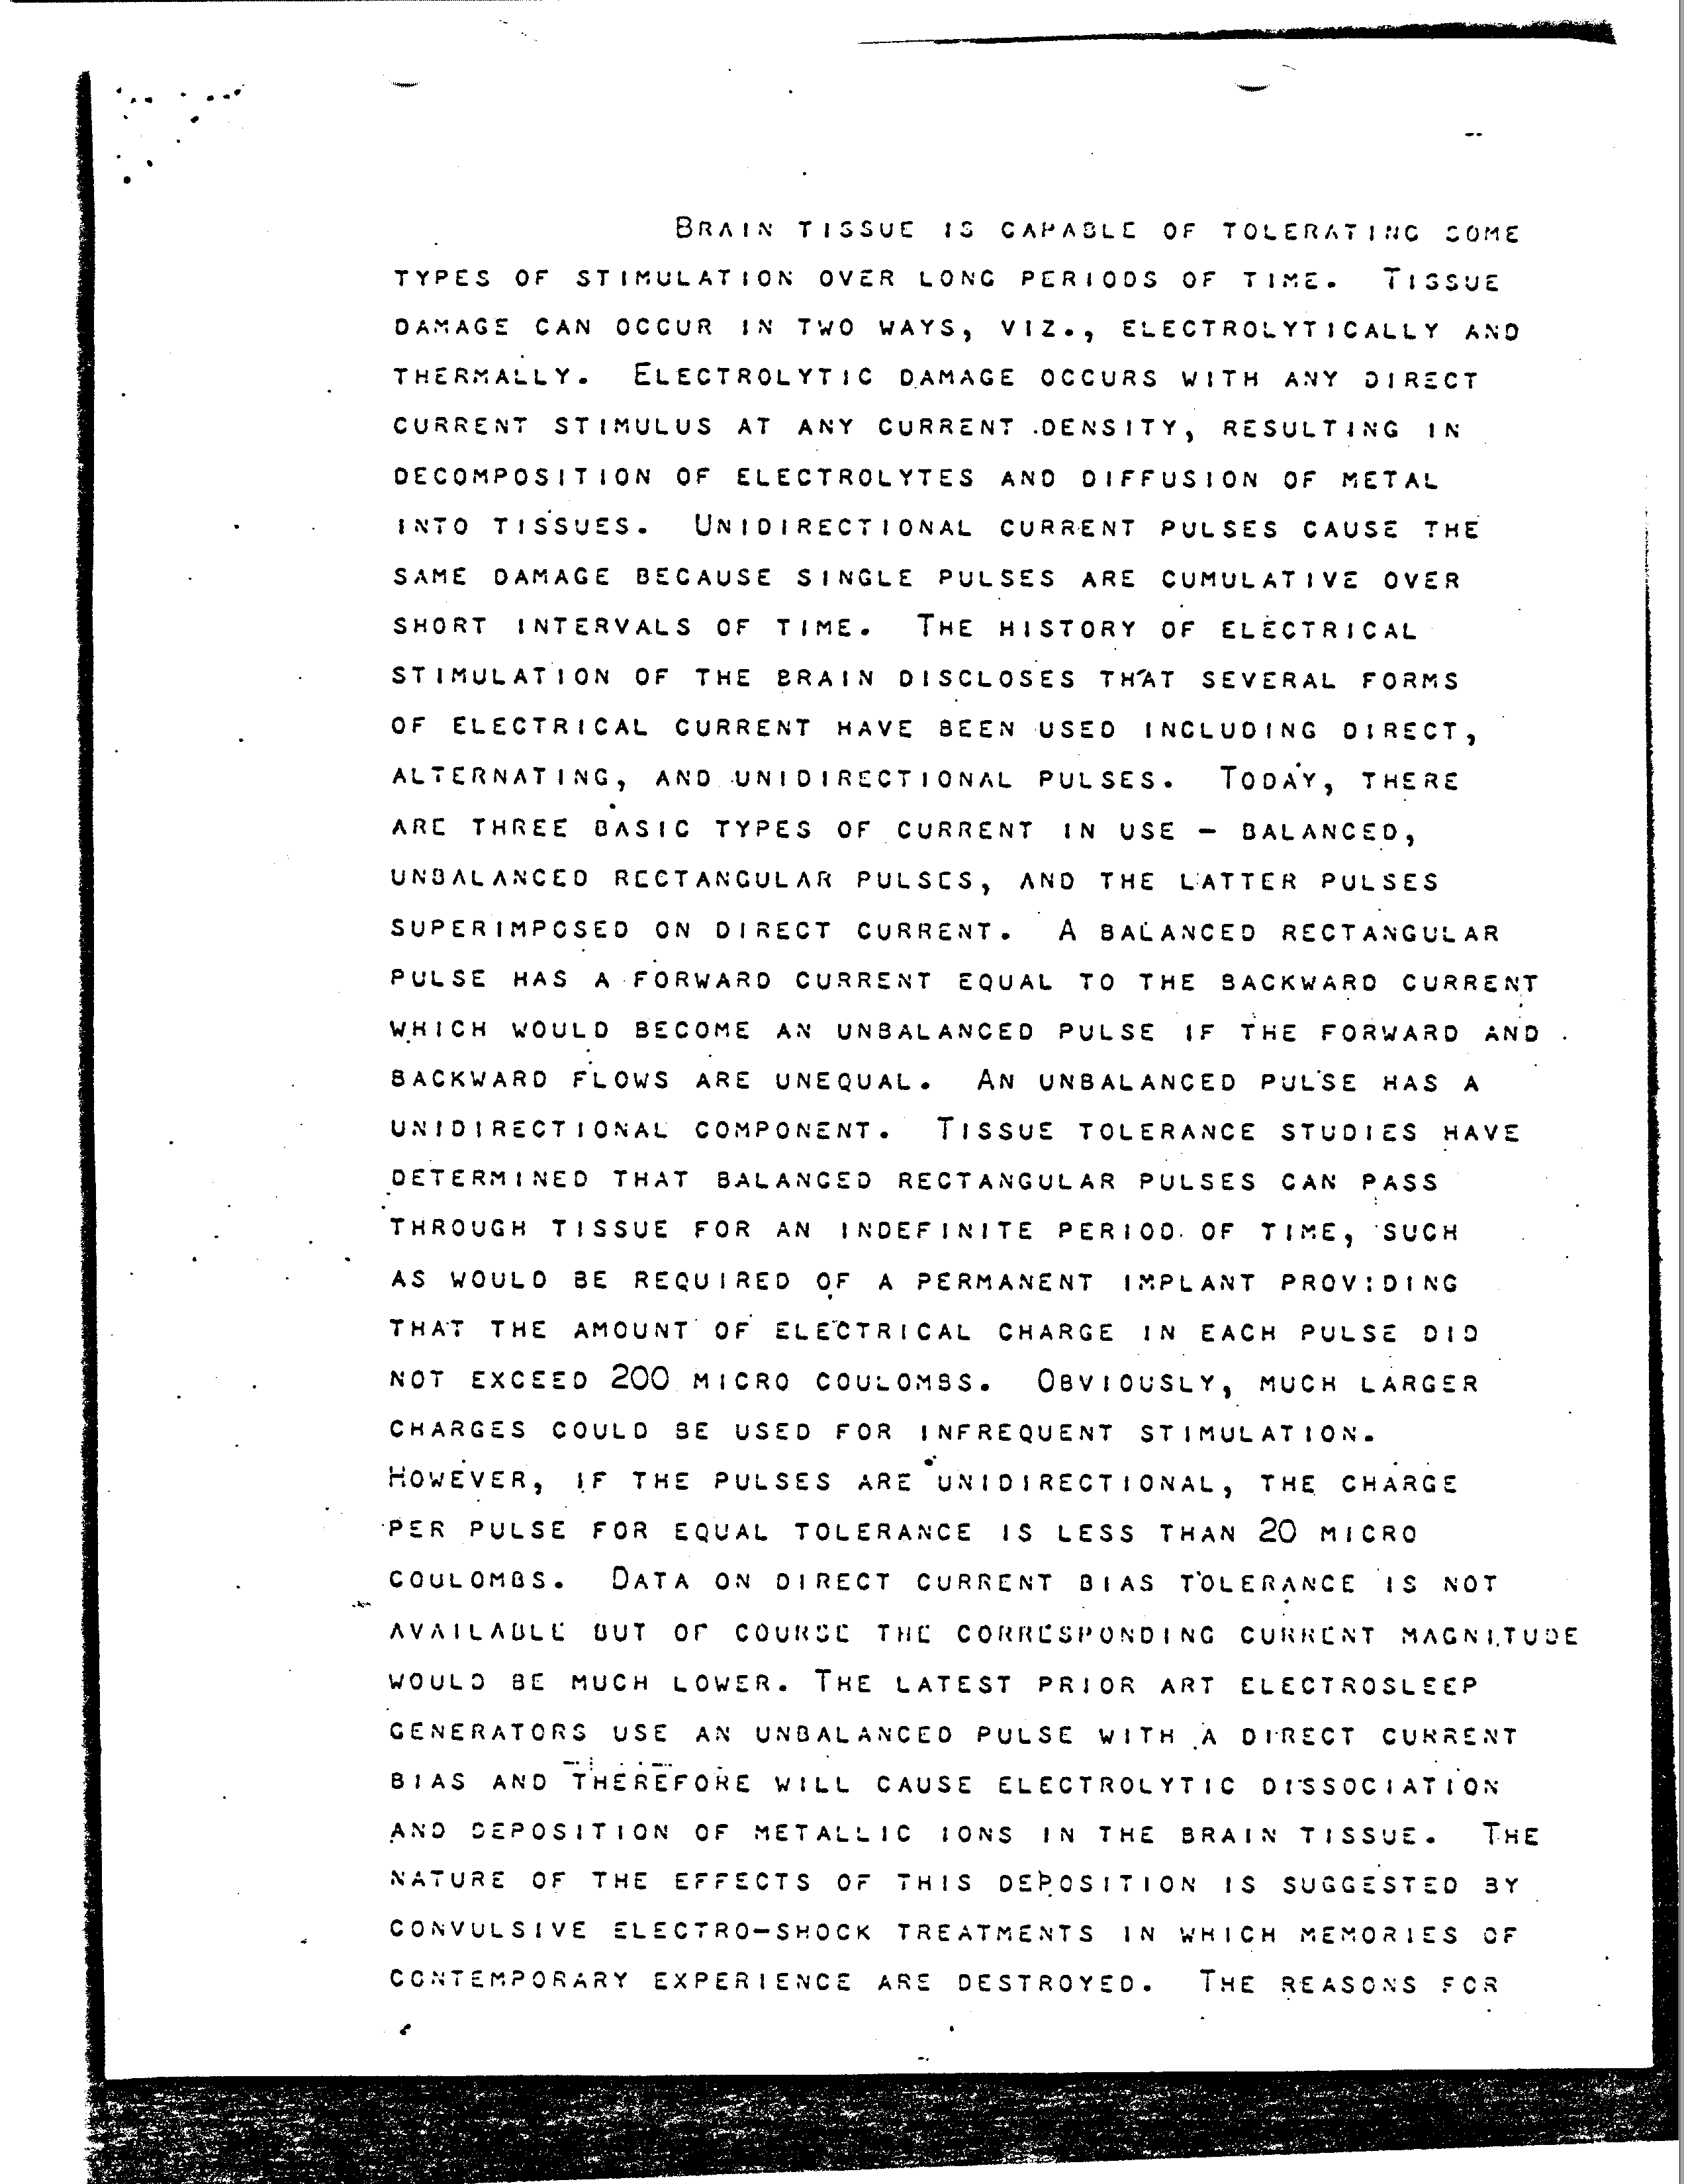 BRAIN TISSUE IS CAPABLE OF TOLERATING SOME
TYPES OF STIMULATION OVER LONG PERIODS OF TIME. TISSUE
DAMAGE CAN OCCUR IN TWO WAYS, VIZ., ELECTROLYTICALLY AND
THERMALLY. ELECTROLYTIC DAMAGE OCCURS WITH ANY DIRECT
CURRENT STIMULUS AT ANY CURRENT DENSITY, RESULTING IN
DECOMPOSITION OF ELECTROLYTES AND DIFFUSION OF METAL
INTO TISSUES. UNIDIRECTIONAL CURRENT PULSES CAUSE THE
SAME DAMAGE BECAUSE SINGLE PULSES ARE CUMULATIVE OVER
SHORT INTERVALS OF TIME. THE HISTORY OF ELECTRICAL
STIMULATION OF THE BRAIN DISCLOSES THAT SEVERAL FORMS
OF ELECTRICAL CURRENT HAVE BEEN USED INCLUDING DIRECT,
ALTERNATING, AND UNIDIRECTIONAL PULSES. TODAY, THERE
ARE THREE BASIC TYPES OF CURRENT IN USE – BALANCED,
UNBALANCED RECTANGULAR PULSES, AND THE LATTER PULSES
SUPERIMPOSED ON DIRECT CURRENT. A BALANCED RECTANGULAR
PULSE HAS A FORWARD CURRENT EQUAL TO THE BACKWARD CURRENT
WHICH WOULD BECOME AN UNBALANCED PULSE IF THE FORWARD AND
BACKWARD FLOWS ARE UNEQUAL. AN UNBALANCED PULSE HAS A
UNIDIRECTIONAL COMPONENT. TISSUE TOLERANCE STUDIES HAVE
DETERMINED THAT BALANCED RECTANGULAR PULSES CAN PASS
THROUGH TISSUE FOR AN INDEFINITE PERIOD OF TIME, SUCH
AS WOULD BE REQUIRED OF A PERMANENT IMPLANT PROVIDING
THAT THE AMOUNT OF ELECTRICAL CHARGE IN EACH PULSE DID
NOT EXCEED 200 MICRO COULOMBS. OBVIOUSLY, MUCH LARGER
CHARGES COULD BE USED FOR INFREQUENT STIMULATION.
HOWEVER, IF THE PULSES ARE UNIDIRECTIONAL, THE CHARGE
PER PULSE FOR EQUAL TOLERANCE IS LESS THAN 20 MICRO
COULOMBS. DATA ON DIRECT CURRENT BIAS TOLERANCE IS NOT
AVAILABLE BUT OF COURSE THE CORRESPONDING CURRENT MAGNITUDE
WOULD BE MUCH LOWER. THE LATEST PRIOR ART ELECTROSLEEP
GENERATORS USE AN UNBALANCED PULSE WITH A DIRECT CURRENT
BIAS AND THEREFORE WILL CAUSE ELECTROLYTIC DISSOCIATION
AND DEPOSITION OF METALLIC IONS IN THE BRAIN TISSUE. THE
NATURE OF THE EFFECTS OF THIS DEPOSITION IS SUGGESTED BY
CONVULSIVE ELECTRO-SHOCK TREATMENTS IN WHICH MEMORIES OF
CONTEMPORARY EXPERIENCE ARE DESTROYED. THE REASONS FOR